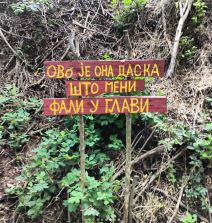 ОВО ЈЕ ОНА ДАСКА
ШТО МЕНИ
ФАЛИ У ГЛАВИ